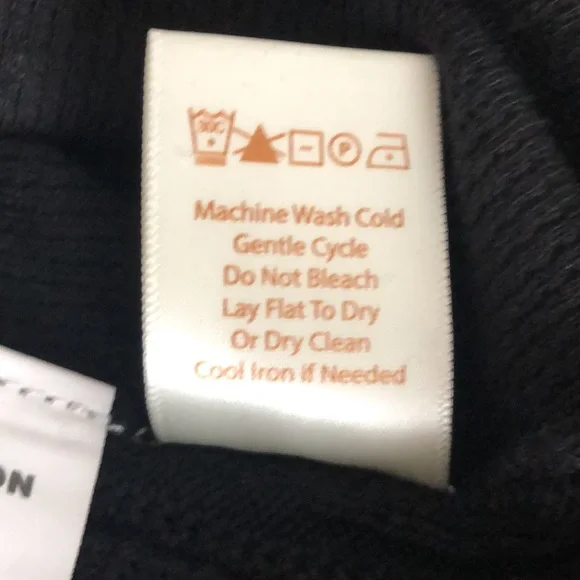 30C
P
Machine Wash Cold
Gentle Cycle
Do Not Bleach
Lay Flat To Dry
Or Dry Clean
Cool Iron If Needed
ON